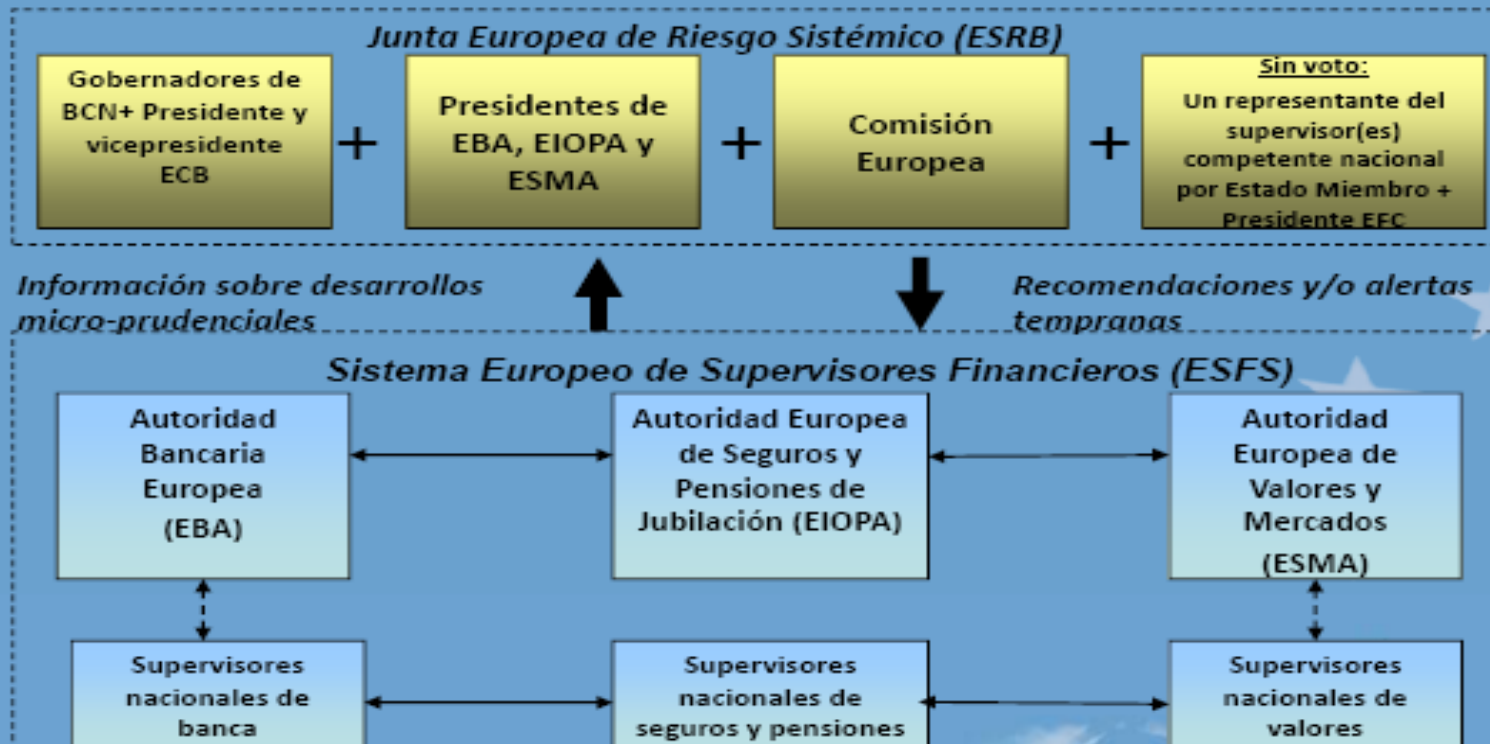 Junta Europea de Riesgo Sistémico (ESRB)
Gobernadores de
BCN+ Presidente y
vicepresidente
ECB
+
Presidentes de
EBA, EIOPA y
ESMA
+
Comisión
Europea
+
Sin voto:
Un representante del
supervisor(es)
competente nacional
por Estado Miembro +
Presidente EFC
Información sobre desarrollos
micro-prudenciales
Recomendaciones y/o alertas
tempranas
Sistema Europeo de Supervisores Financieros (ESFS)
Autoridad
Bancaria
Europea
(EBA)
Autoridad Europea
de Seguros y
Pensiones de
Jubilación (EIOPA)
Autoridad
Europea de
Valores y
Mercados
(ESMA)
Supervisores
nacionales de
banca
Supervisores
nacionales de
seguros y pensiones
Supervisores
nacionales de
valores